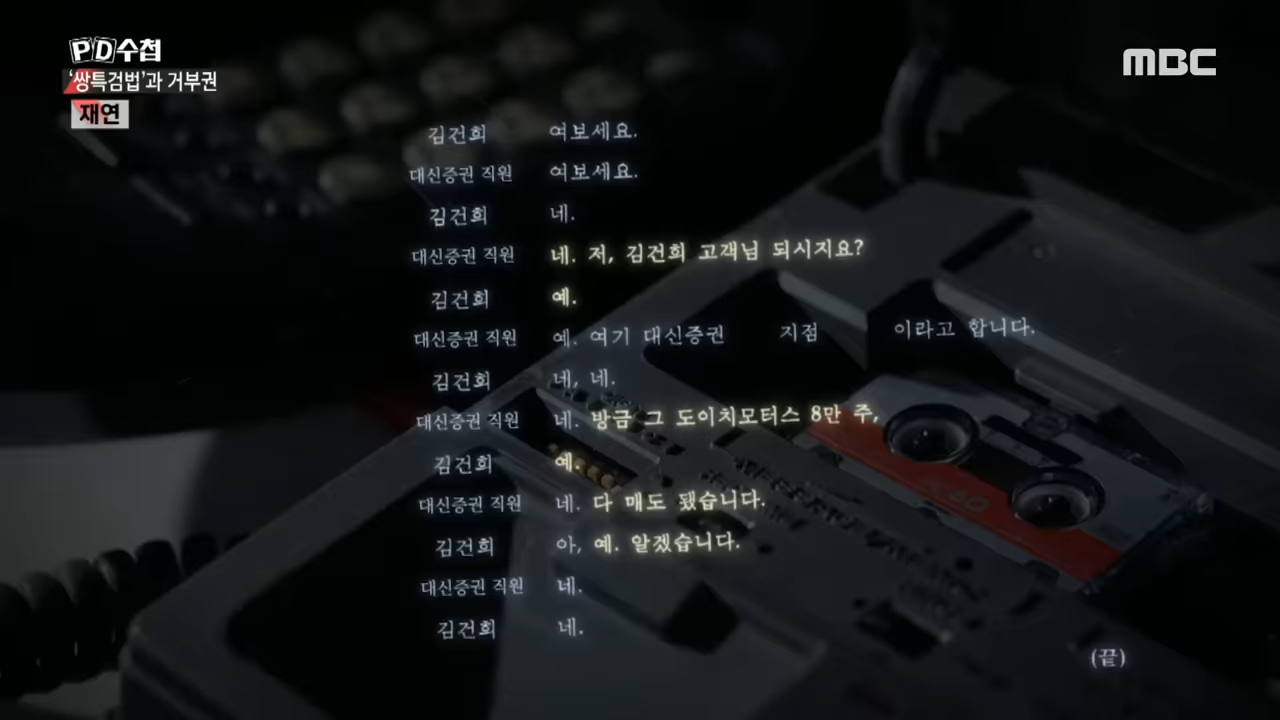 PD수첩
MBC
'쌍특검법'과 거부권
재연
김건희 여보세요.
대신증권 직원 여보세요.
김건희 네.
대신증권 직원 네. 저, 김건희 고객님 되시지요?
김건희 예.
대신증권 직원 예. 여기 대신증권 지점 이라고 합니다.
김건희 네, 네.
대신증권 직원 네. 방금 그 도이치모터스 8만 주,
김건희 예.
대신증권 직원 네. 다 매도 됐습니다.
김건희 아, 예. 알겠습니다.
대신증권 직원 네.
김건희 네.
(끝)